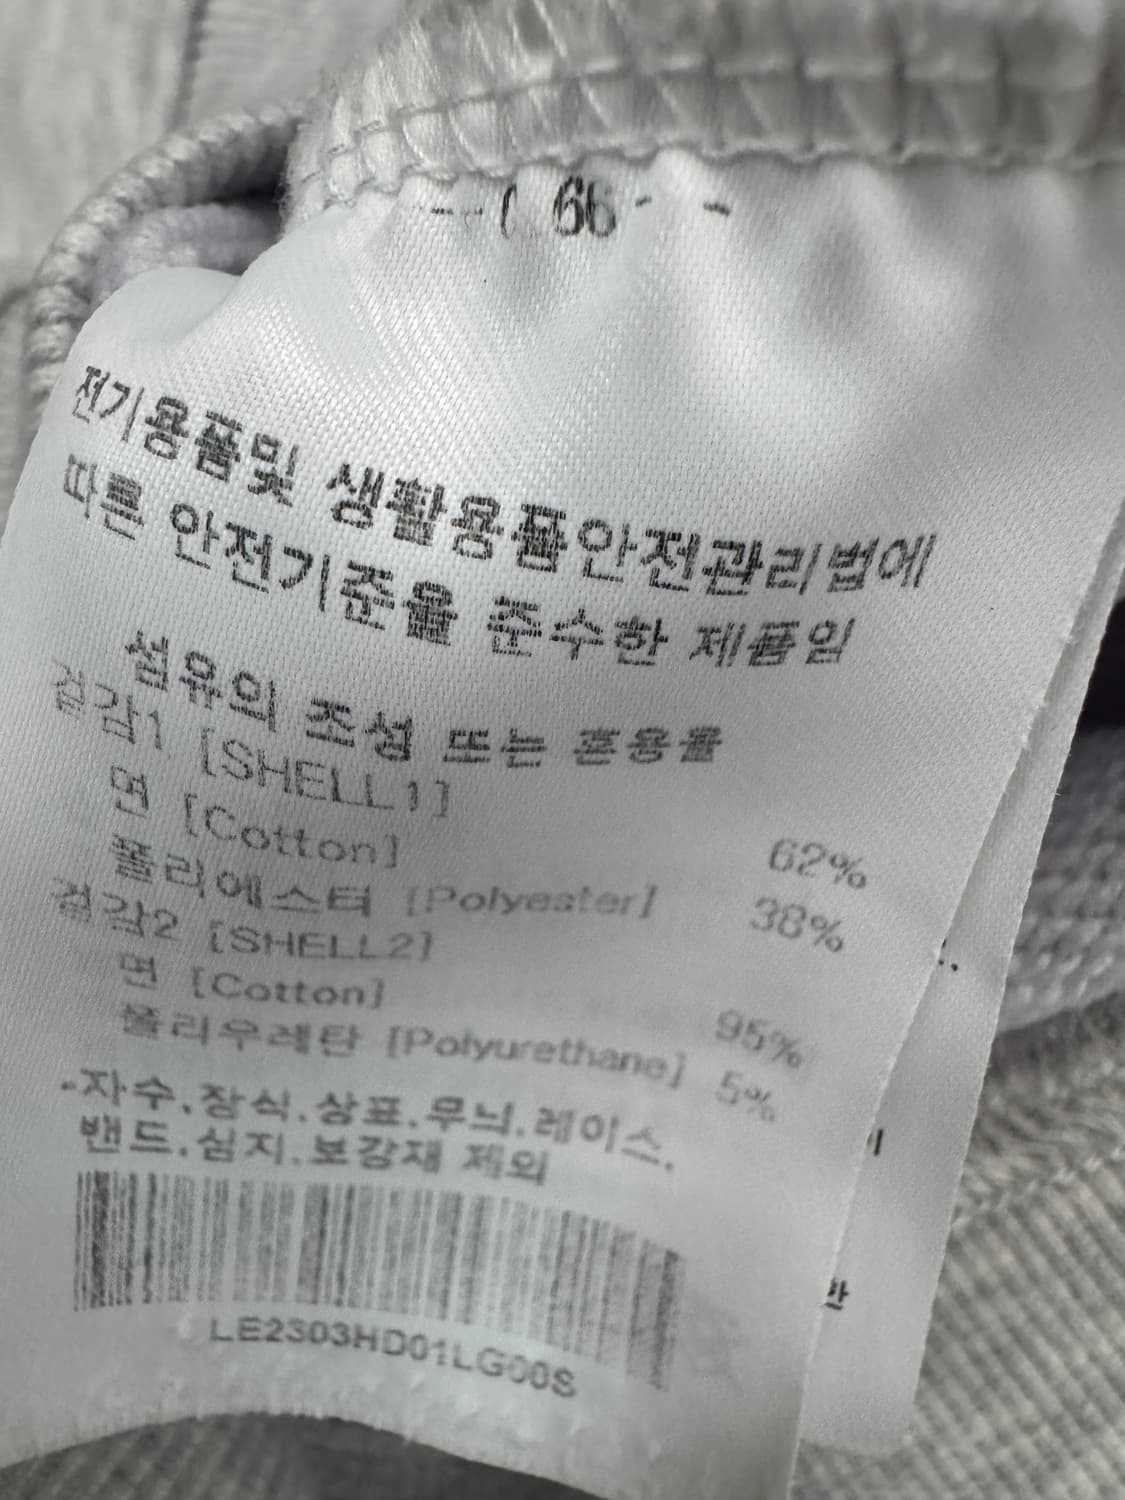 --( 66 - -
전기용품및 생활용품안전관리법에
따른 안전기준을 준수한 제품임
섬유의 조성 또는 혼용율
겉감1 [SHELL1]
면 [Cotton] 62%
폴리에스터 [Polyester] 38%
겉감2 [SHELL2]
면 [Cotton] 95%
폴리우레탄 [Polyurethane] 5%
-자수.장식.상표.무늬.레이스.
밴드.심지.보강재 제외
LE2303HD01LG00S